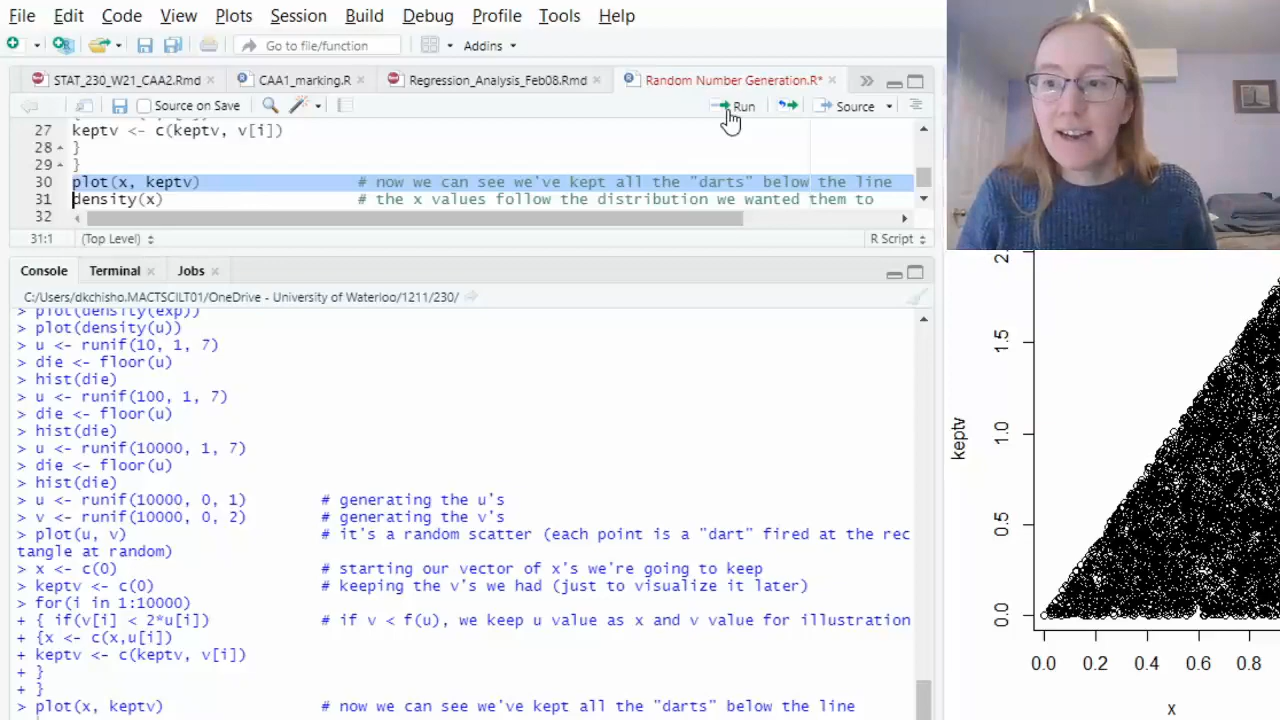 File Edit Code View Plots Session Build Debug Profile Tools Help
Go to file/function Addins
STAT_230_W21_CAA2.Rmd CAA1_marking.R Regression_Analysis_Feb08.Rmd Random Number Generation.R*
Source on Save Run Source
27 keptv <- c(keptv, v[i])
28 }
29 }
30 plot(x, keptv) # now we can see we've kept all the "darts" below the line
31 density(x) # the x values follow the distribution we wanted them to
32
31:1 (Top Level) R Script
Console Terminal Jobs
C:/Users/dkchisho.MACTSCILT01/OneDrive - University of Waterloo/1211/230/
> plot(density(exp))
> plot(density(u))
> u <- runif(10, 1, 7)
> die <- floor(u)
> hist(die)
> u <- runif(100, 1, 7)
> die <- floor(u)
> hist(die)
> u <- runif(10000, 1, 7)
> die <- floor(u)
> hist(die)
> u <- runif(10000, 0, 1) # generating the u's
> v <- runif(10000, 0, 2) # generating the v's
> plot(u, v) # it's a random scatter (each point is a "dart" fired at the rec
tangle at random)
> x <- c(0) # starting our vector of x's we're going to keep
> keptv <- c(0) # keeping the v's we had (just to visualize it later)
> for(i in 1:10000)
+ { if(v[i] < 2*u[i]) # if v < f(u), we keep u value as x and v value for illustration
+ {x <- c(x,u[i])
+ keptv <- c(keptv, v[i])
+ }
+ }
> plot(x, keptv) # now we can see we've kept all the "darts" below the line
1.5
1.0
0.5
0.0
keptv
0.0 0.2 0.4 0.6 0.8
x